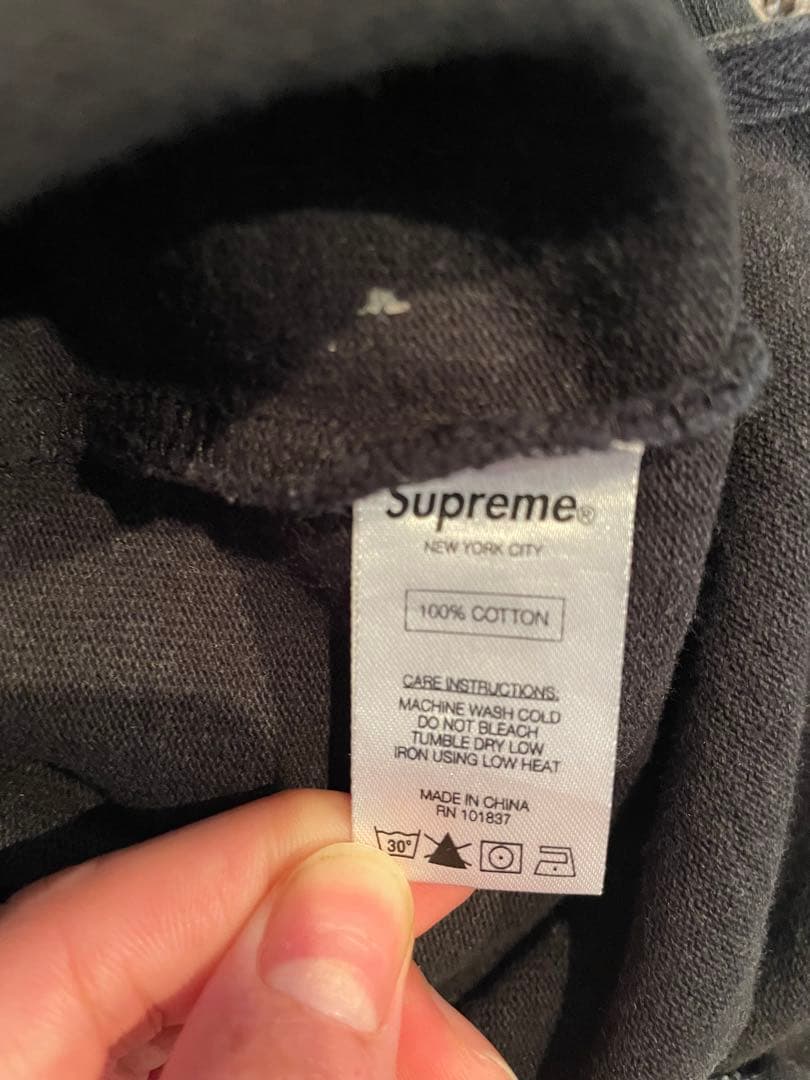 Supreme®
NEW YORK CITY
100% COTTON
CARE INSTRUCTIONS:
MACHINE WASH COLD
DO NOT BLEACH
TUMBLE DRY LOW
IRON USING LOW HEAT
MADE IN CHINA
RN 101837
30°